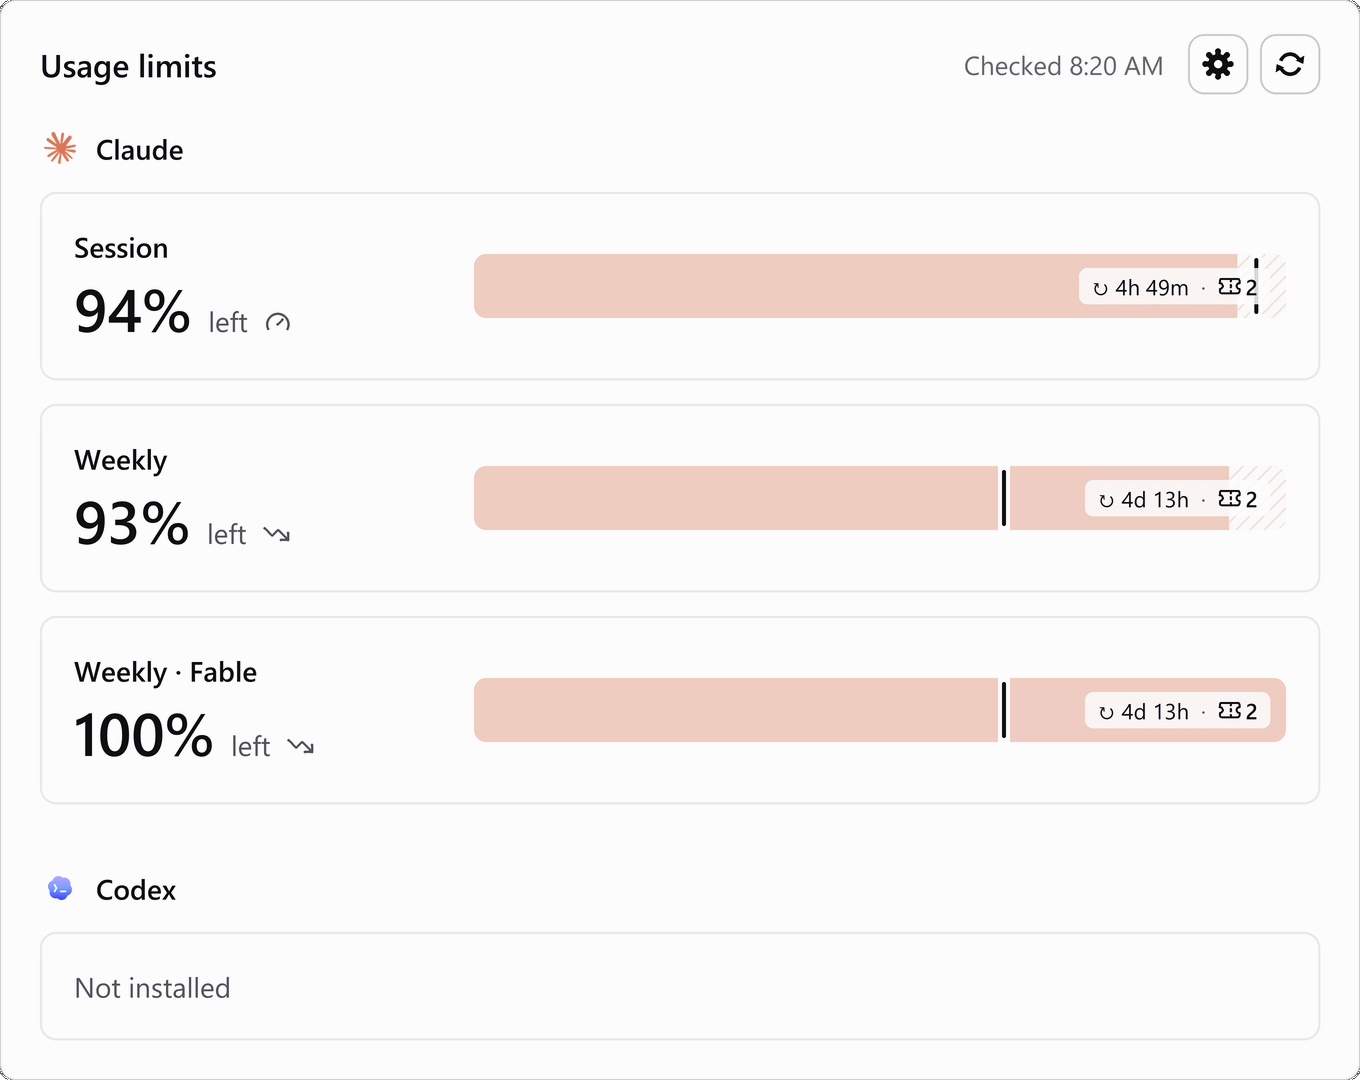 Usage limits
Checked 8:20 AM
Claude
Session
94% left
↻ 4h 49m · 2
Weekly
93% left
↻ 4d 13h · 2
Weekly · Fable
100% left
↻ 4d 13h · 2
Codex
Not installed